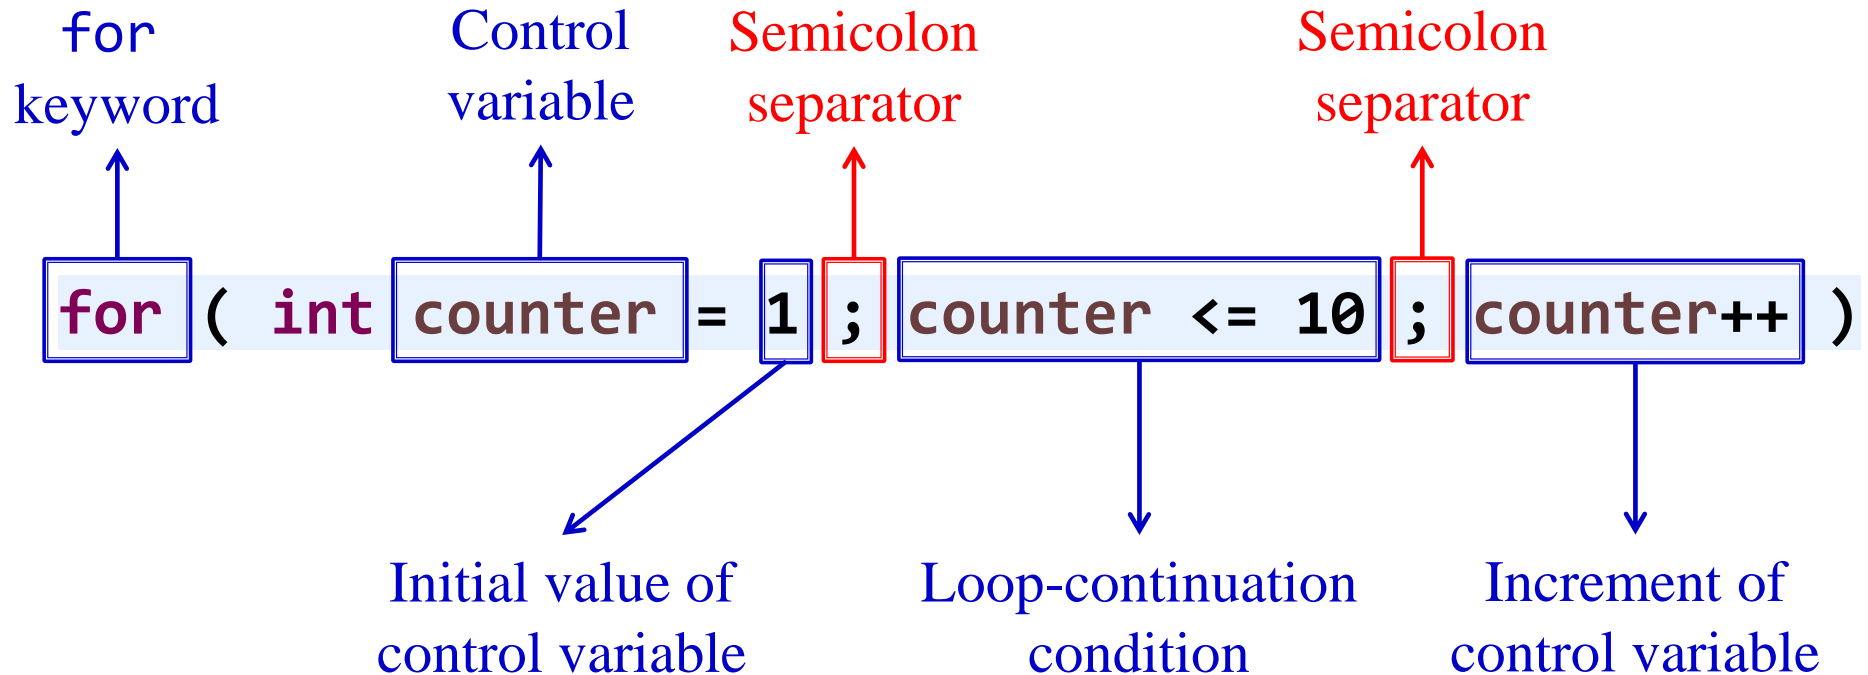 for
keyword
Control
variable
Semicolon
separator
Semicolon
separator
for ( int counter = 1 ; counter <= 10 ; counter++ )
Initial value of
control variable
Loop-continuation
condition
Increment of
control variable